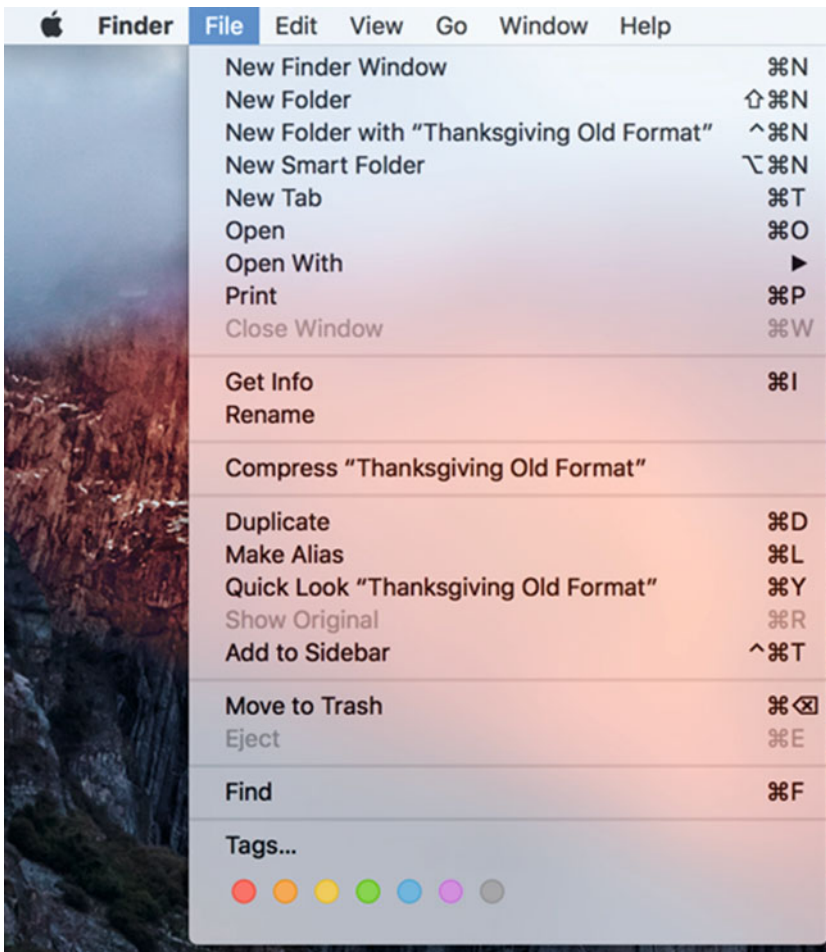 Finder File Edit View Go Window Help
New Finder Window ⌘N
New Folder ⇧⌘N
New Folder with “Thanksgiving Old Format” ^⌘N
New Smart Folder ⌥⌘N
New Tab ⌘T
Open ⌘O
Open With ▶
Print ⌘P
Close Window ⌘W
Get Info ⌘I
Rename
Compress “Thanksgiving Old Format”
Duplicate ⌘D
Make Alias ⌘L
Quick Look “Thanksgiving Old Format” ⌘Y
Show Original ⌘R
Add to Sidebar ^⌘T
Move to Trash ⌘⌫
Eject ⌘E
Find ⌘F
Tags...